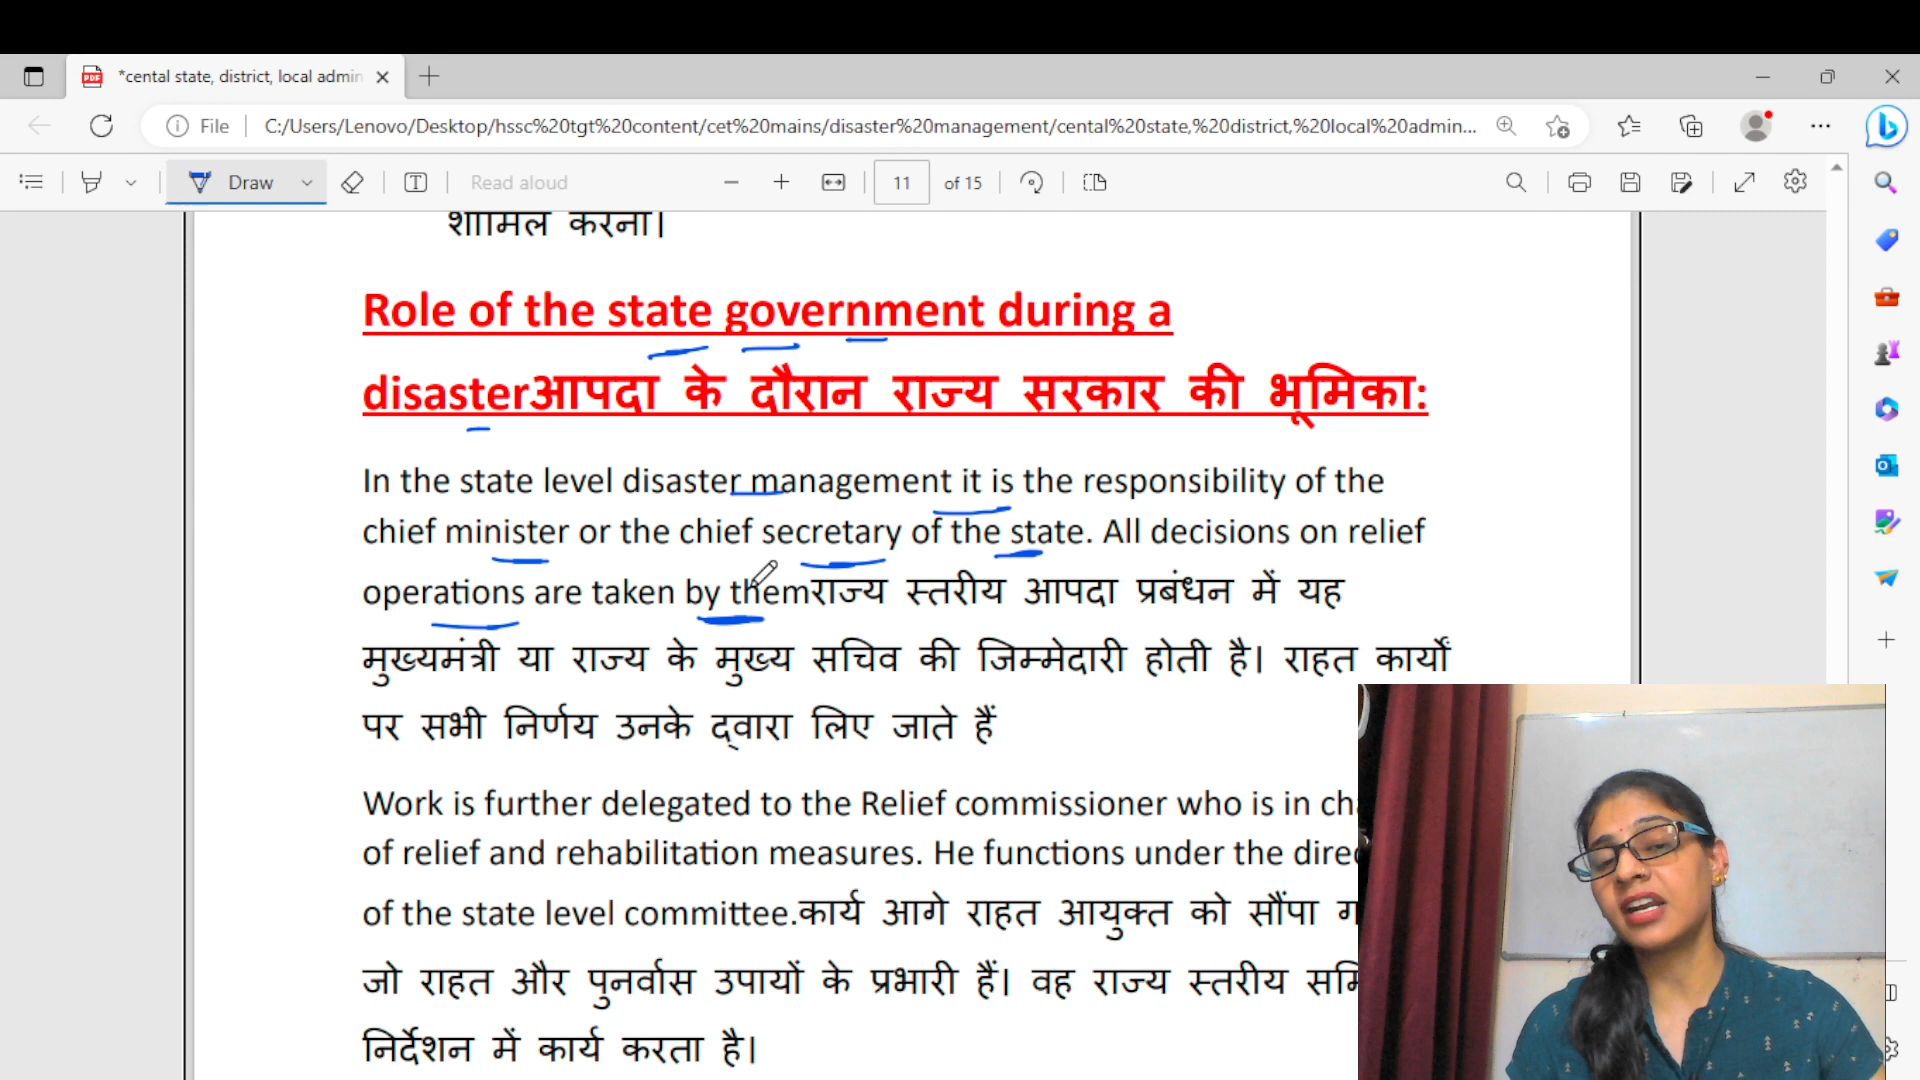 *cental state, district, local admin
File
C:/Users/Lenovo/Desktop/hssc%20tgt%20content/cet%20mains/disaster%20management/cental%20state,%20district,%20local%20admin...
Draw
Read aloud
11 of 15
शामिल करना।
Role of the state government during a
disasterआपदा के दौरान राज्य सरकार की भूमिका:
In the state level disaster management it is the responsibility of the
chief minister or the chief secretary of the state. All decisions on relief
operations are taken by themराज्य स्तरीय आपदा प्रबंधन में यह
मुख्यमंत्री या राज्य के मुख्य सचिव की जिम्मेदारी होती है। राहत कार्यों
पर सभी निर्णय उनके द्वारा लिए जाते हैं
Work is further delegated to the Relief commissioner who is in
of relief and rehabilitation measures. He functions under the
of the state level committee.कार्य आगे राहत आयुक्त को सौंपा
जो राहत और पुनर्वास उपायों के प्रभारी हैं। वह राज्य स्तरीय
निर्देशन में कार्य करता है।